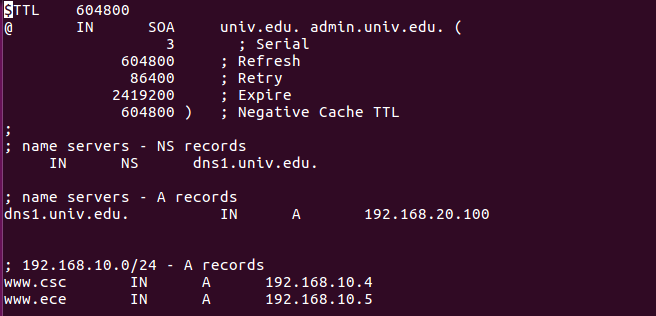 $TTL    604800
@       IN      SOA     univ.edu. admin.univ.edu. (
3         ; Serial
604800     ; Refresh
86400      ; Retry
2419200    ; Expire
604800 )   ; Negative Cache TTL
;
; name servers - NS records
IN      NS      dns1.univ.edu.
; name servers - A records
dns1.univ.edu.          IN      A       192.168.20.100
; 192.168.10.0/24 - A records
www.csc       IN      A      192.168.10.4
www.ece       IN      A      192.168.10.5